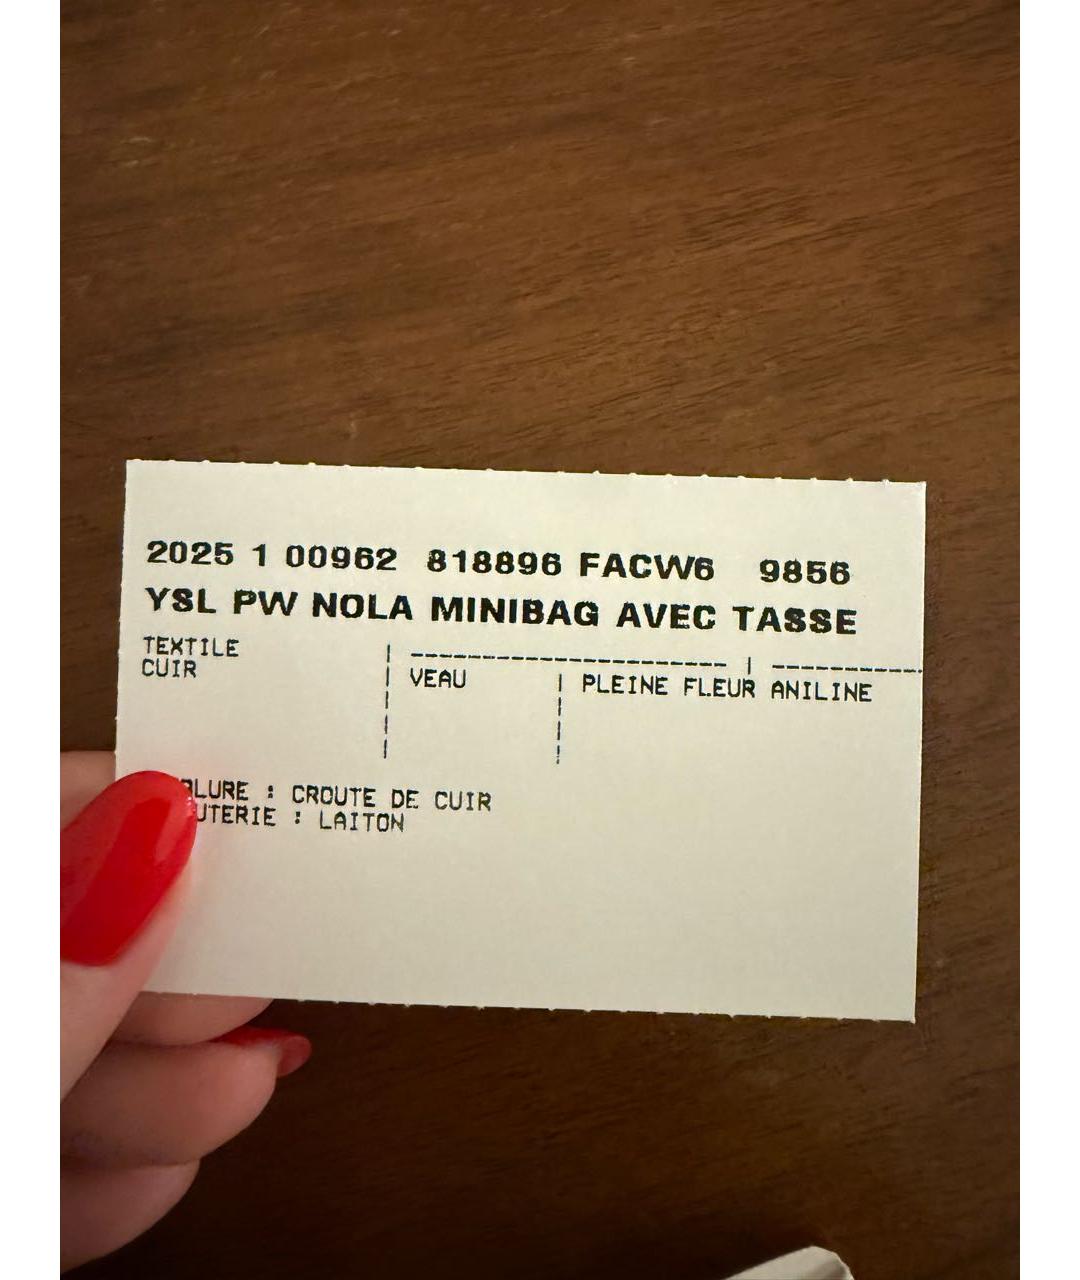 2025 1 00962 818896 FACW6 9856
YSL PW NOLA MINIBAG AVEC TASSE
TEXTILE
CUIR VEAU PLEINE FLEUR ANILINE
: CROUTE DE CUIR
: LAITON